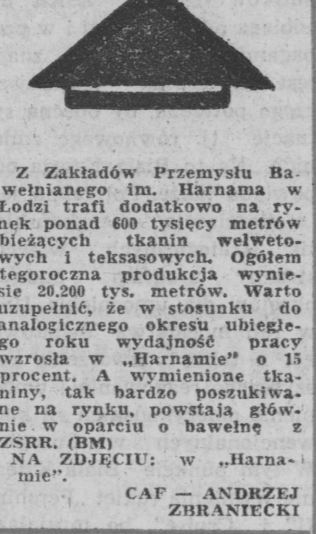 Z Zakładów Przemysłu Ba-
wełnianego im. Harnama w
Łodzi trafi dodatkowo na ry-
nek ponad 600 tysięcy metrów
bieżących tkanin welweto-
wych i teksasowych. Ogółem
tegoroczna produkcja wynie-
sie 20.200 tys. metrów. Warto
uzupełnić, że w stosunku do
analogicznego okresu ubiegłe-
go roku wydajność pracy
wzrosła w „Harnamie” o 15
procent. A wymienione tka-
niny, tak bardzo poszukiwa-
ne na rynku, powstają głów-
nie w oparciu o bawełnę z
ZSRR. (BM)
NA ZDJĘCIU: w „Harna-
mie”.
CAF — ANDRZEJ
ZBRANIECKI